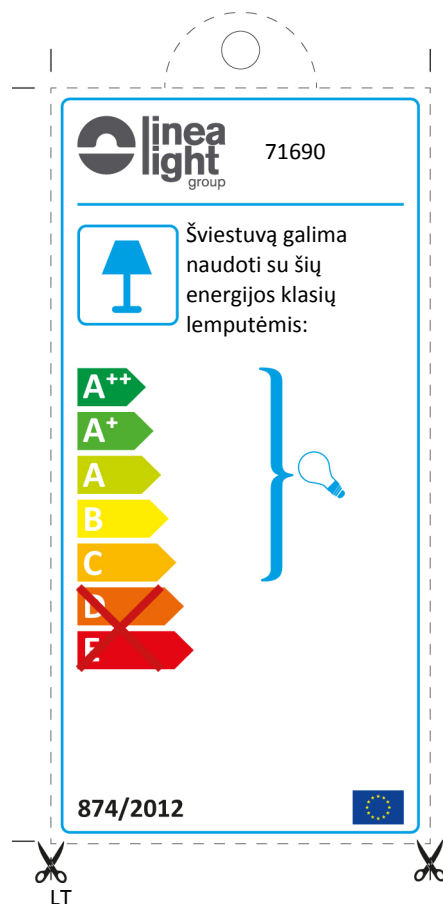 linea
light
group
71690
Šviestuvą galima
naudoti su šių
energijos klasių
lemputėmis:
A++
A+
A
B
C
D
E
874/2012
LT